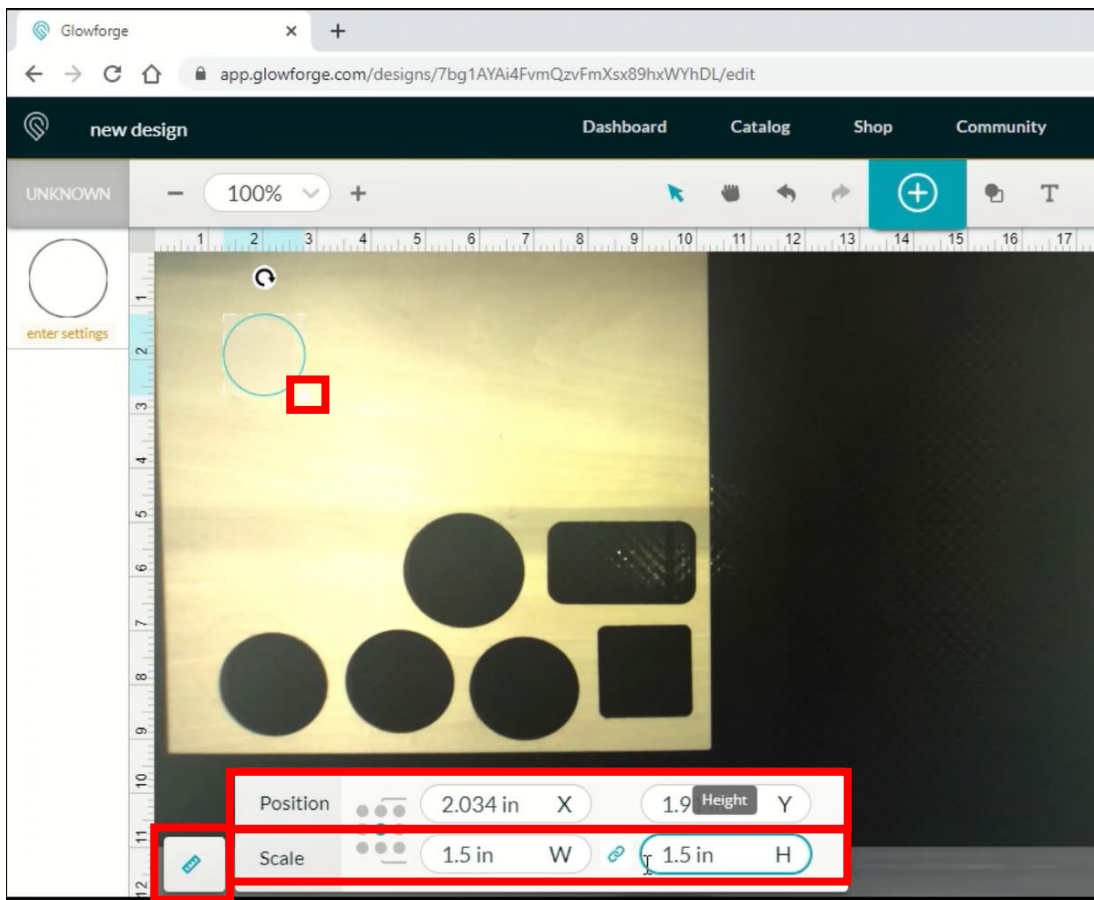 Glowforge
app.glowforge.com/designs/7bg1AYAi4FvmQzvFmXsx89hxWYhDL/edit
new design Dashboard Catalog Shop Community
UNKNOWN 100% T
1 2 3 4 5 6 7 8 9 10 11 12 13 14 15 16 17
enter settings
1
2
3
4
5
6
7
8
9
10
11
12
Position 2.034 in X 1.9 Height Y
Scale 1.5 in W 1.5 in H